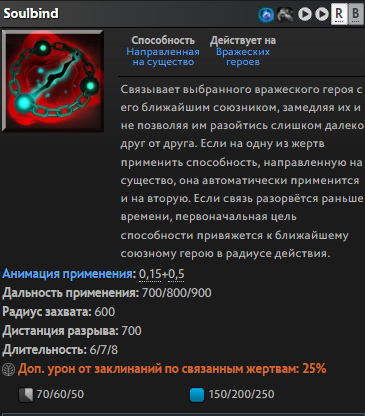 Soulbind
R B
Способность Действует на
Направленная Вражеских
на существо героев
Связывает выбранного вражеского героя с
его ближайшим союзником, замедляя их и
не позволяя им разойтись слишком далеко
друг от друга. Если на одну из жертв
применить способность, направленную на
существо, она автоматически применится
и на вторую. Если связь разорвётся раньше
времени, первоначальная цель
способности привяжется к ближайшему
союзному герою в радиусе действия.
Анимация применения: 0,15+0,5
Дальность применения: 700/800/900
Радиус захвата: 600
Дистанция разрыва: 700
Длительность: 6/7/8
Доп. урон от заклинаний по связанным жертвам: 25%
70/60/50 150/200/250